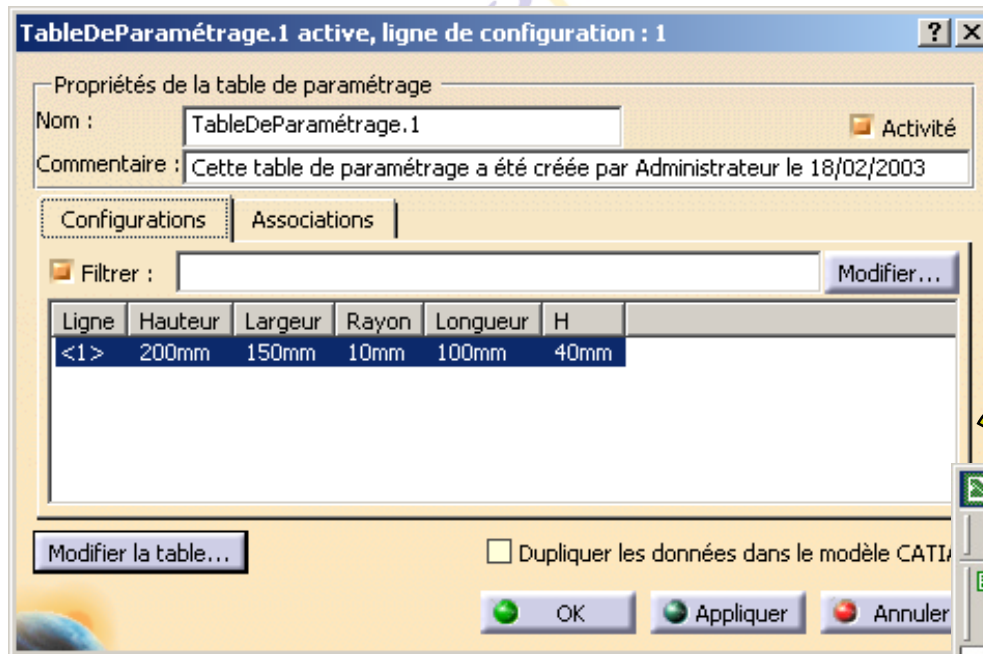 TableDeParamétrage.1 active, ligne de configuration : 1
Propriétés de la table de paramétrage
Nom : TableDeParamétrage.1 Activité
Commentaire : Cette table de paramétrage a été créée par Administrateur le 18/02/2003
Configurations Associations
Filtrer : Modifier...
Ligne Hauteur Largeur Rayon Longueur H
<1> 200mm 150mm 10mm 100mm 40mm
Modifier la table... Dupliquer les données dans le modèle CATIA
OK Appliquer Annuler